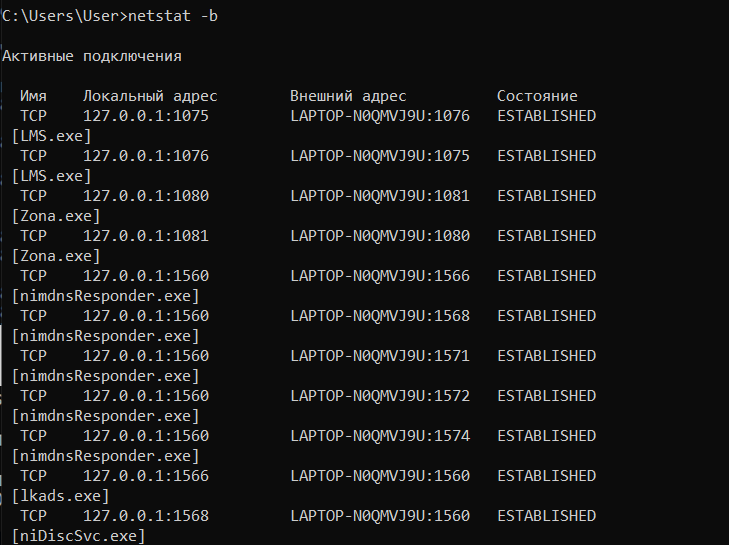 C:\Users\User>netstat -b
Активные подключения
Имя Локальный адрес Внешний адрес Состояние
TCP 127.0.0.1:1075 LAPTOP-N0QMVJ9U:1076 ESTABLISHED
[LMS.exe]
TCP 127.0.0.1:1076 LAPTOP-N0QMVJ9U:1075 ESTABLISHED
[LMS.exe]
TCP 127.0.0.1:1080 LAPTOP-N0QMVJ9U:1081 ESTABLISHED
[Zona.exe]
TCP 127.0.0.1:1081 LAPTOP-N0QMVJ9U:1080 ESTABLISHED
[Zona.exe]
TCP 127.0.0.1:1560 LAPTOP-N0QMVJ9U:1566 ESTABLISHED
[nimdnsResponder.exe]
TCP 127.0.0.1:1560 LAPTOP-N0QMVJ9U:1568 ESTABLISHED
[nimdnsResponder.exe]
TCP 127.0.0.1:1560 LAPTOP-N0QMVJ9U:1571 ESTABLISHED
[nimdnsResponder.exe]
TCP 127.0.0.1:1560 LAPTOP-N0QMVJ9U:1572 ESTABLISHED
[nimdnsResponder.exe]
TCP 127.0.0.1:1560 LAPTOP-N0QMVJ9U:1574 ESTABLISHED
[nimdnsResponder.exe]
TCP 127.0.0.1:1566 LAPTOP-N0QMVJ9U:1560 ESTABLISHED
[lkads.exe]
TCP 127.0.0.1:1568 LAPTOP-N0QMVJ9U:1560 ESTABLISHED
[niDiscSvc.exe]